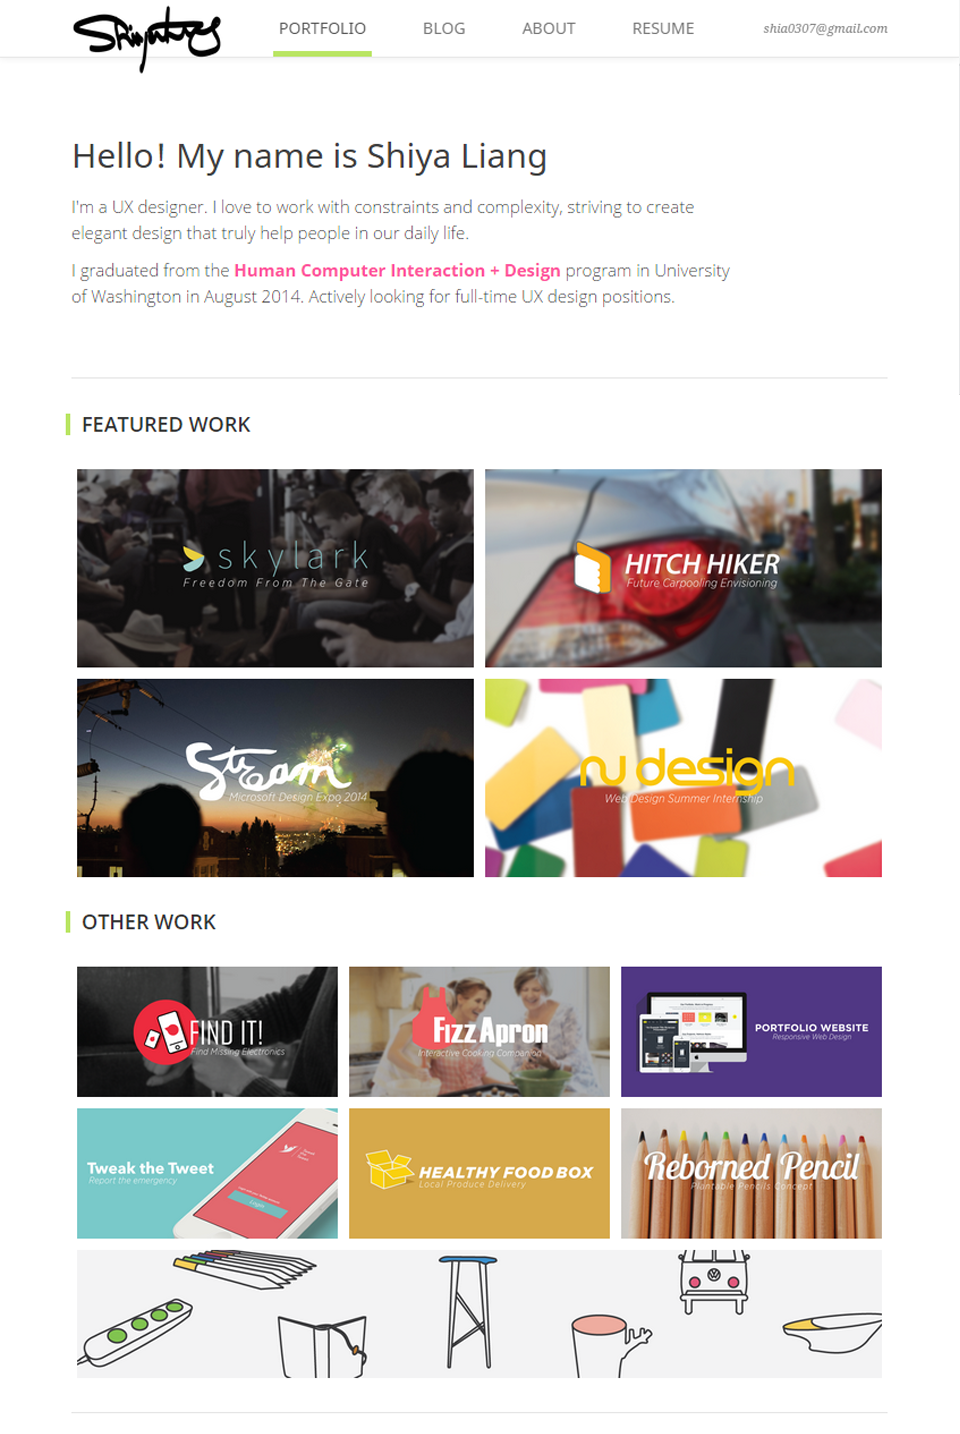 Shiya Liang
PORTFOLIO BLOG ABOUT RESUME shia0307@gmail.com
Hello! My name is Shiya Liang
I'm a UX designer. I love to work with constraints and complexity, striving to create
elegant design that truly help people in our daily life.
I graduated from the Human Computer Interaction + Design program in University
of Washington in August 2014. Actively looking for full-time UX design positions.
FEATURED WORK
skylark
Freedom From The Gate
HITCH HIKER
Future Carpooling Envisioning
Steam
Microsoft Design Expo 2014
nu design
Web Design Summer Internship
OTHER WORK
FIND IT!
Find Missing Electronics
Fizz Apron
Interactive Cooking Companion
PORTFOLIO WEBSITE
Responsive Web Design
Tweak the Tweet
Report the emergency
Login
HEALTHY FOOD BOX
Local Produce Delivery
Reborned Pencil
Plantable Pencils Concept